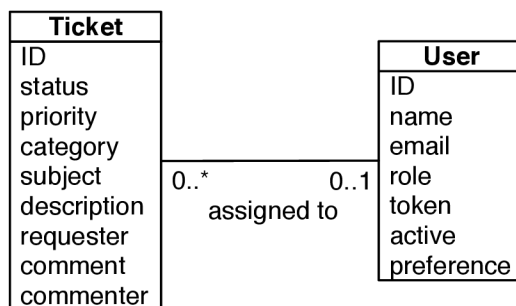 Ticket
ID
status
priority
category
subject
description
requester
comment
commenter
0..*
0..1
assigned to
User
ID
name
email
role
token
active
preference